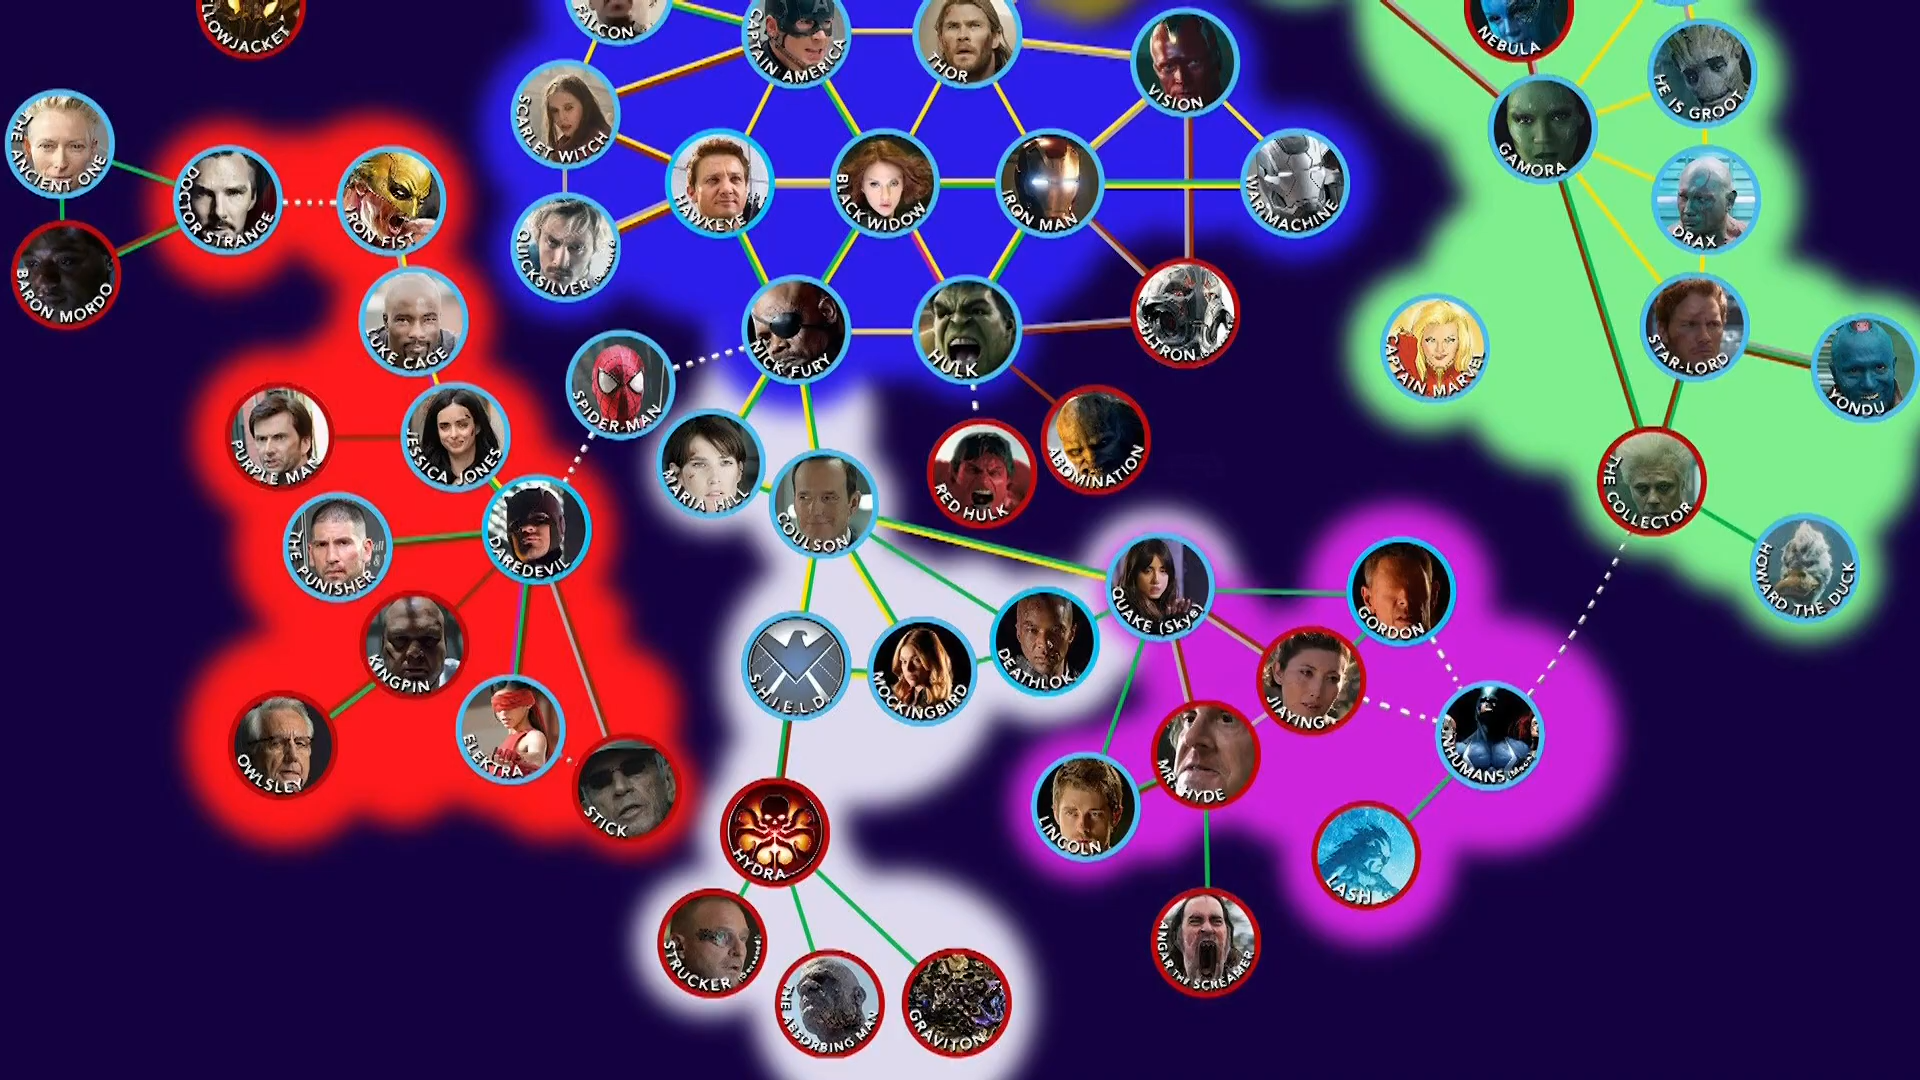 LOWJACKET
FALCON
CAPTAIN AMERICA
THOR
NEBULA
VISION
HE IS GROOT
SCARLET WITCH
GAMORA
THE ANCIENT ONE
DOCTOR STRANGE
IRON FIST
HAWKEYE
BLACK WIDOW
IRON MAN
WAR MACHINE
DRAX
BARON MORDO
QUICKSILVER
LUKE CAGE
NICK FURY
HULK
ULTRON
CAPTAIN MARVEL
STAR-LORD
YONDU
SPIDER-MAN
PURPLE MAN
JESSICA JONES
MARIA HILL
COULSON
RED HULK
ABOMINATION
THE COLLECTOR
THE PUNISHER
DAREDEVIL
QUAKE (Skye)
GORDON
HOWARD THE DUCK
KINGPIN
S.H.I.E.L.D.
MOCKINGBIRD
DEATHLOK
JIAYING
OWLSLEY
ELEKTRA
STICK
MR. HYDE
INHUMANS
LINCOLN
HYDRA
LASH
STRUCKER
THE ABSORBING MAN
GRAVITON
ANGAR THE SCREAMER